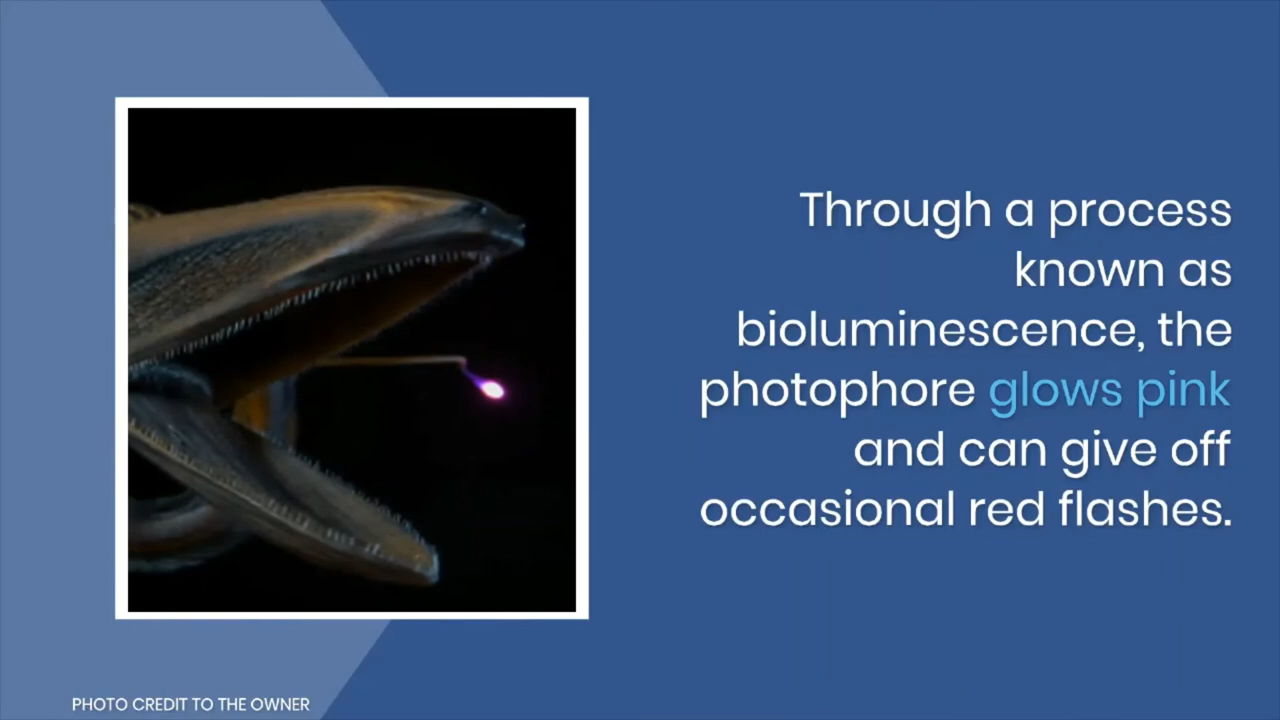 Through a process
known as
bioluminescence, the
photophore glows pink
and can give off
occasional red flashes.
PHOTO CREDIT TO THE OWNER